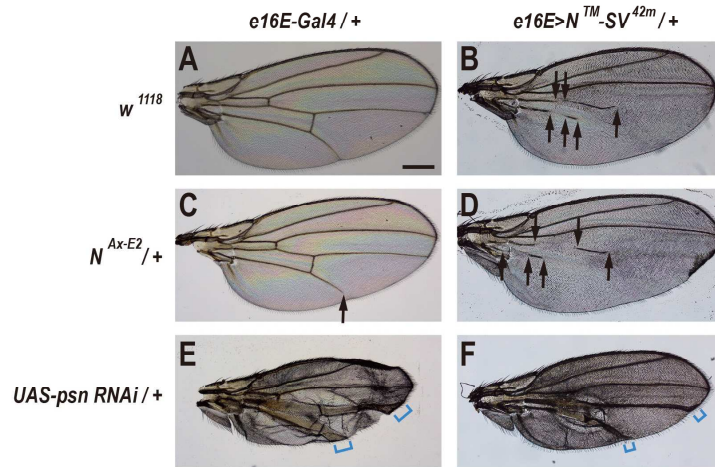 e16E-Gal4 / +
e16E>N^TM-SV^42m / +
w^1118
A
B
N^Ax-E2 / +
C
D
UAS-psn RNAi / +
E
F